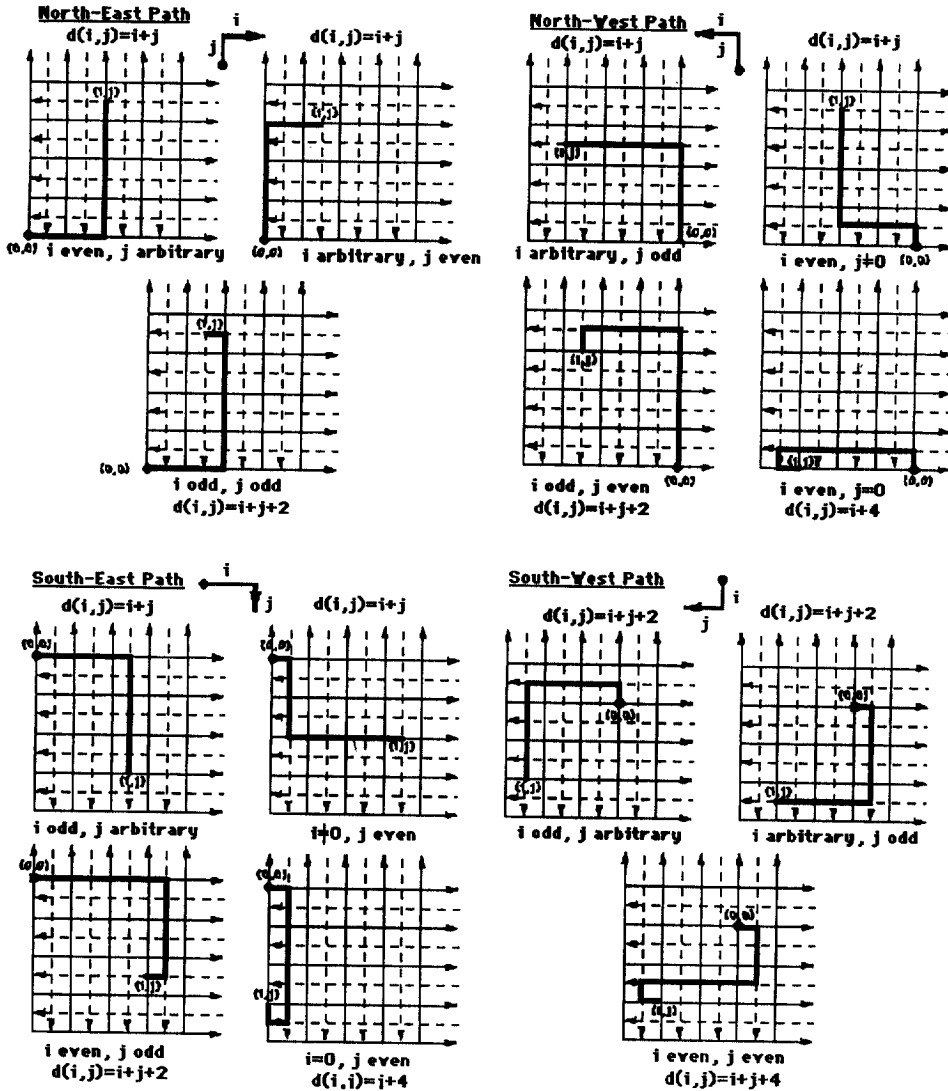 North-East Path
i
j
d(i,j)=i+j
d(i,j)=i+j
(i,j)
(i,j)
(0,0)
i even, j arbitrary
(0,0)
i arbitrary, j even
(i,j)
(0,0)
i odd, j odd
d(i,j)=i+j+2
North-West Path
i
j
d(i,j)=i+j
d(i,j)=i+j
(i,j)
(i,j)
(0,0)
i arbitrary, j odd
i even, j≠0
(0,0)
(i,j)
(i,j)
i odd, j even
(0,0)
d(i,j)=i+j+2
i even, j=0
(0,0)
d(i,j)=i+4
South-East Path
i
j
d(i,j)=i+j
d(i,j)=i+j
(0,0)
(0,0)
(i,j)
(i,j)
i odd, j arbitrary
i≠0, j even
(0,0)
(0,0)
(i,j)
(i,j)
i even, j odd
d(i,j)=i+j+2
i=0, j even
d(i,j)=j+4
South-West Path
i
j
d(i,j)=i+j+2
d(i,j)=i+j+2
(0,0)
(0,0)
(i,j)
(i,j)
i odd, j arbitrary
i arbitrary, j odd
(0,0)
(i,j)
i even, j even
d(i,j)=i+j+4